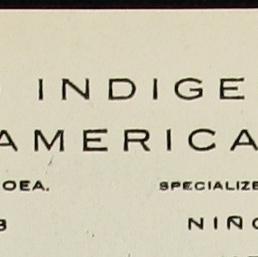 INDIGE
AMERICA
OEA. SPECIALIZE
B NIÑO